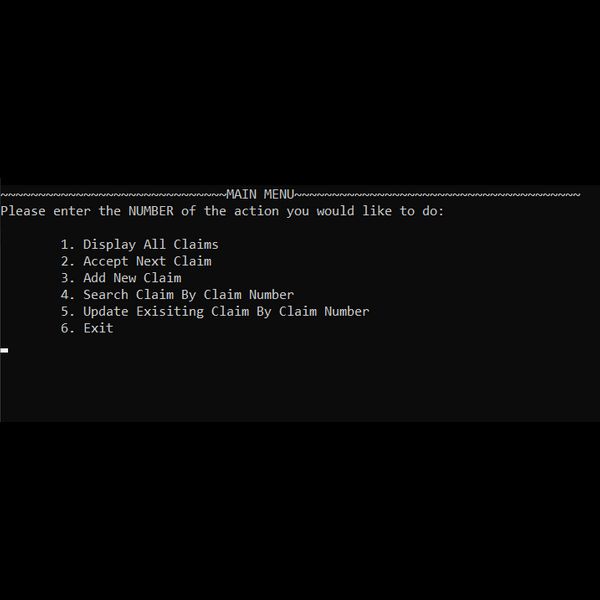 ~~~~~~~~~~~~~~~~~~~~~~~~~~~~~~MAIN MENU~~~~~~~~~~~~~~~~~~~~~~~~~~~~~~~~~~~~~~
Please enter the NUMBER of the action you would like to do:
1. Display All Claims
2. Accept Next Claim
3. Add New Claim
4. Search Claim By Claim Number
5. Update Exisiting Claim By Claim Number
6. Exit